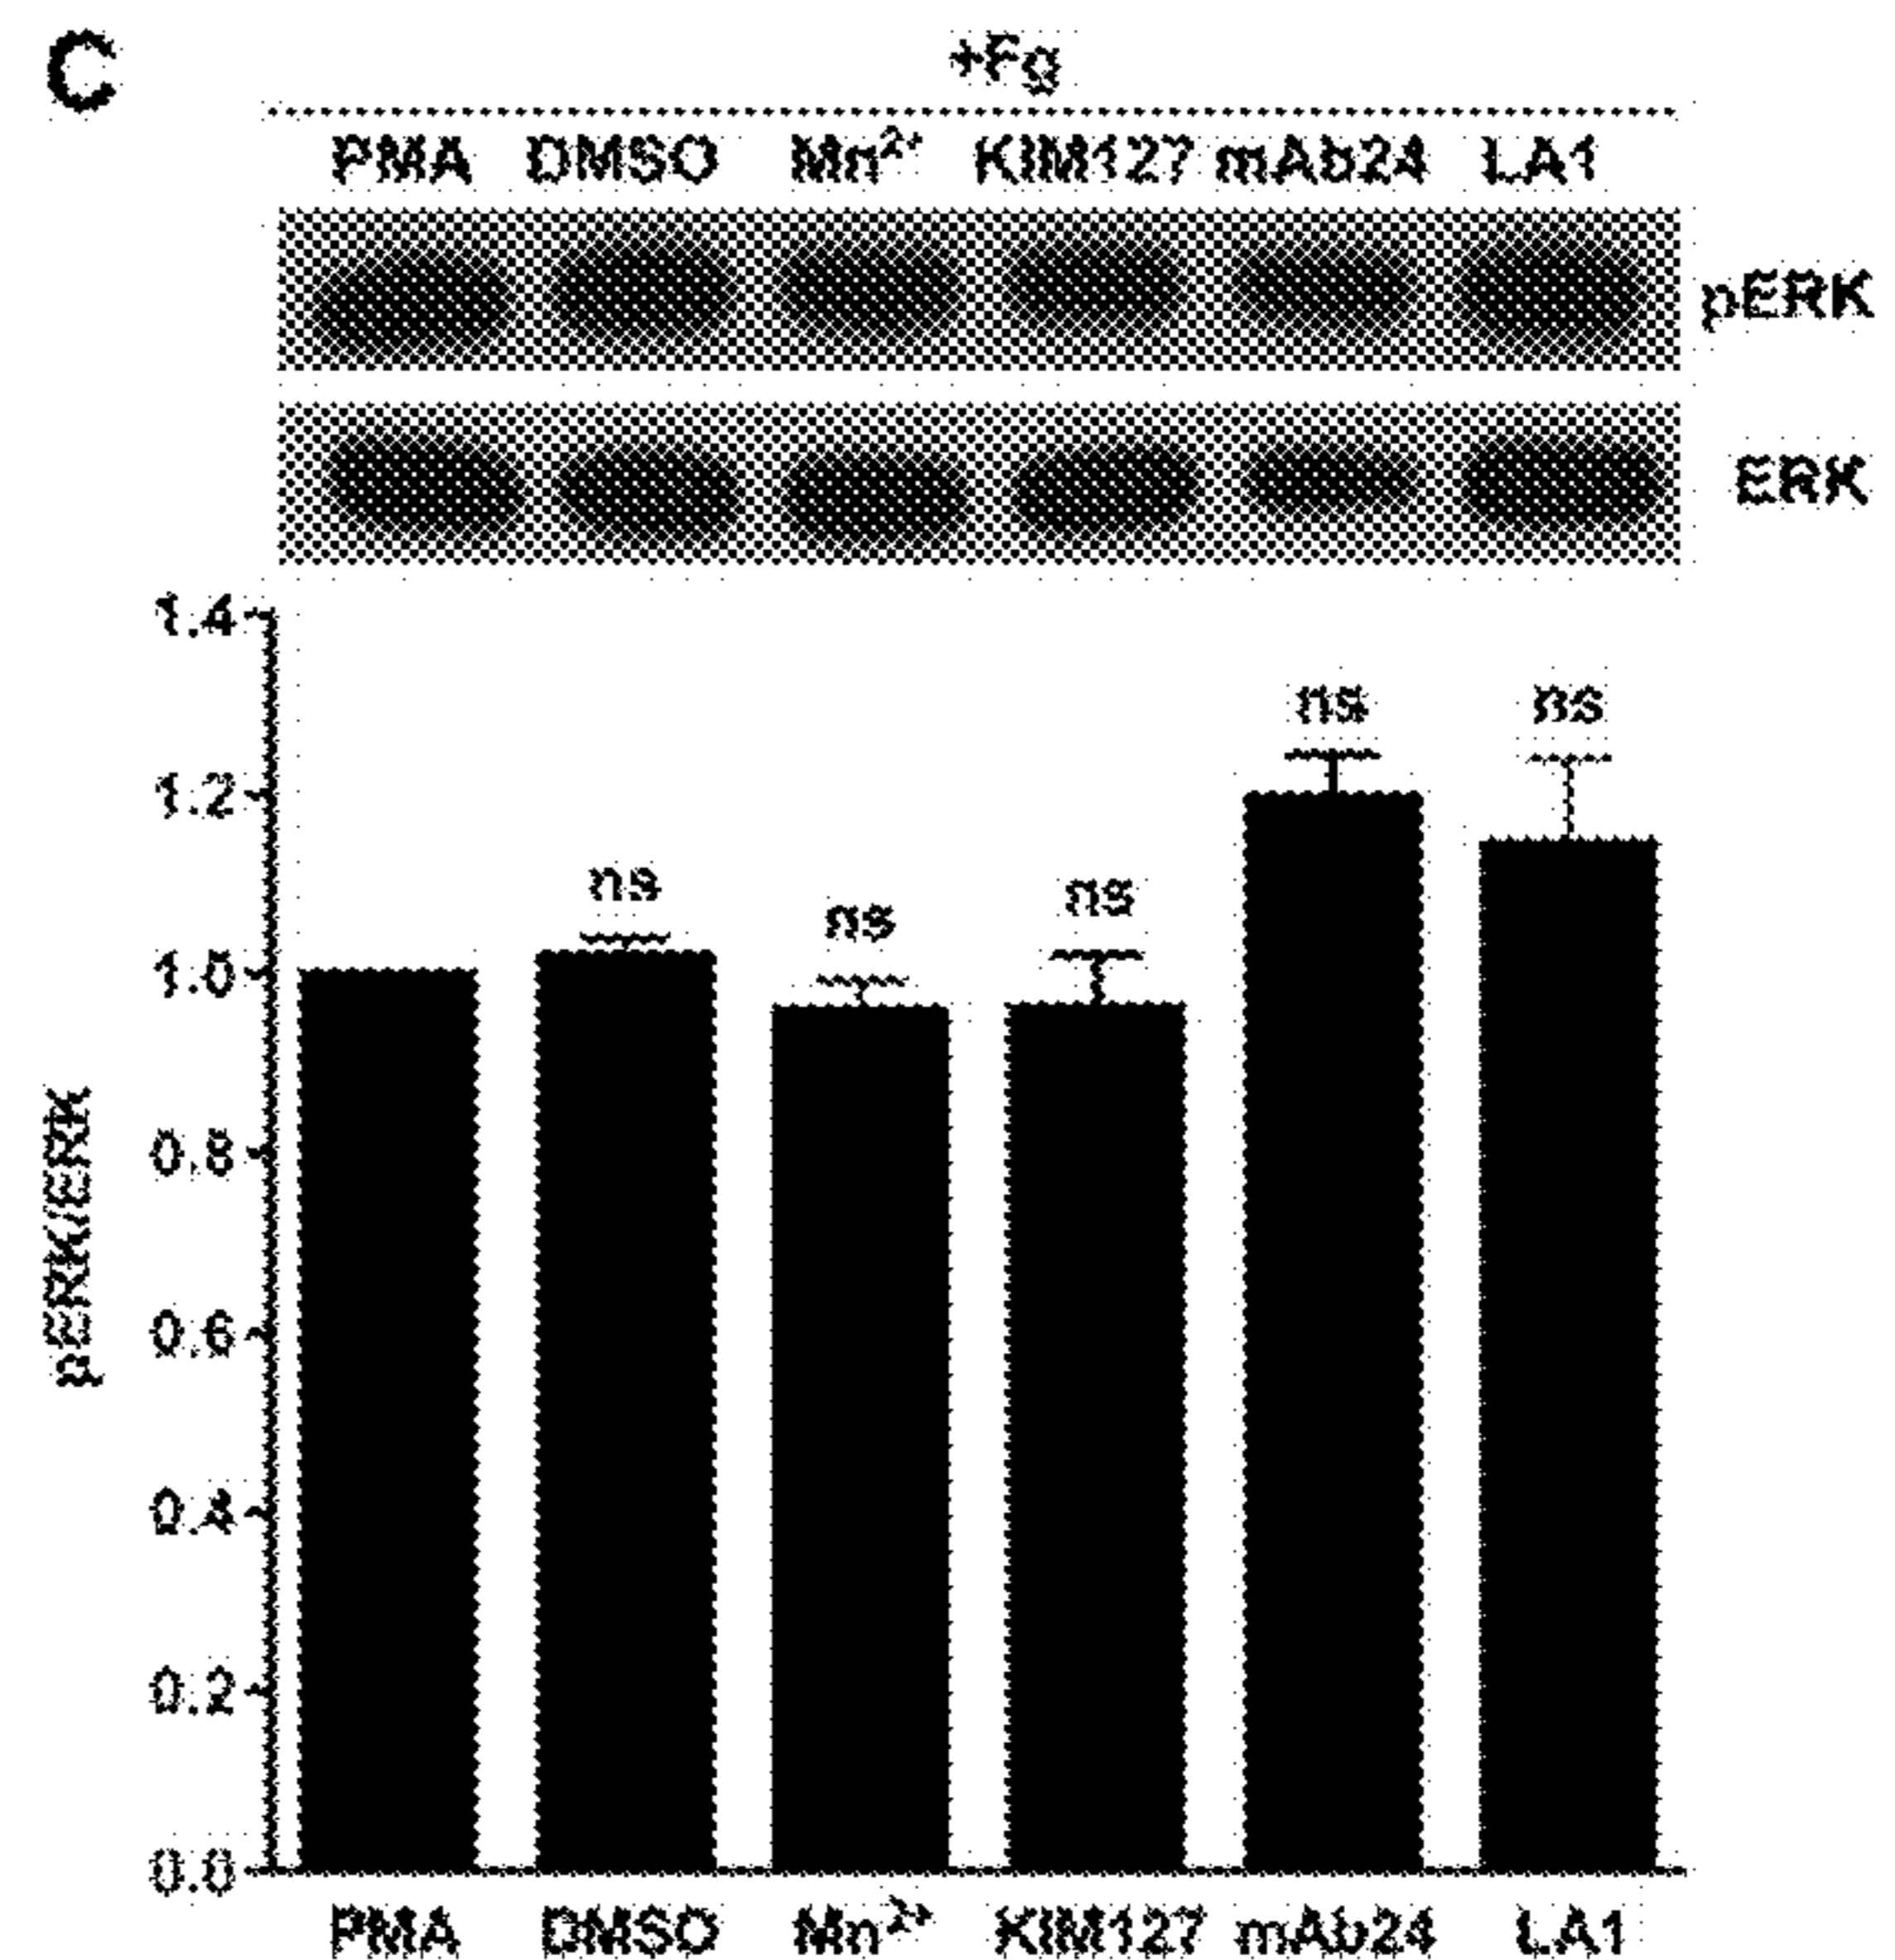 C
+Fg
PMA DMSO Mn²⁺ KIM127 mAb24 LA1
pERK
ERK
1.4
1.2
1.0
0.8
0.6
0.4
0.2
0.0
pERK/ERK
ns ns ns ns ns
PMA DMSO Mn²⁺ KIM127 mAb24 LA1